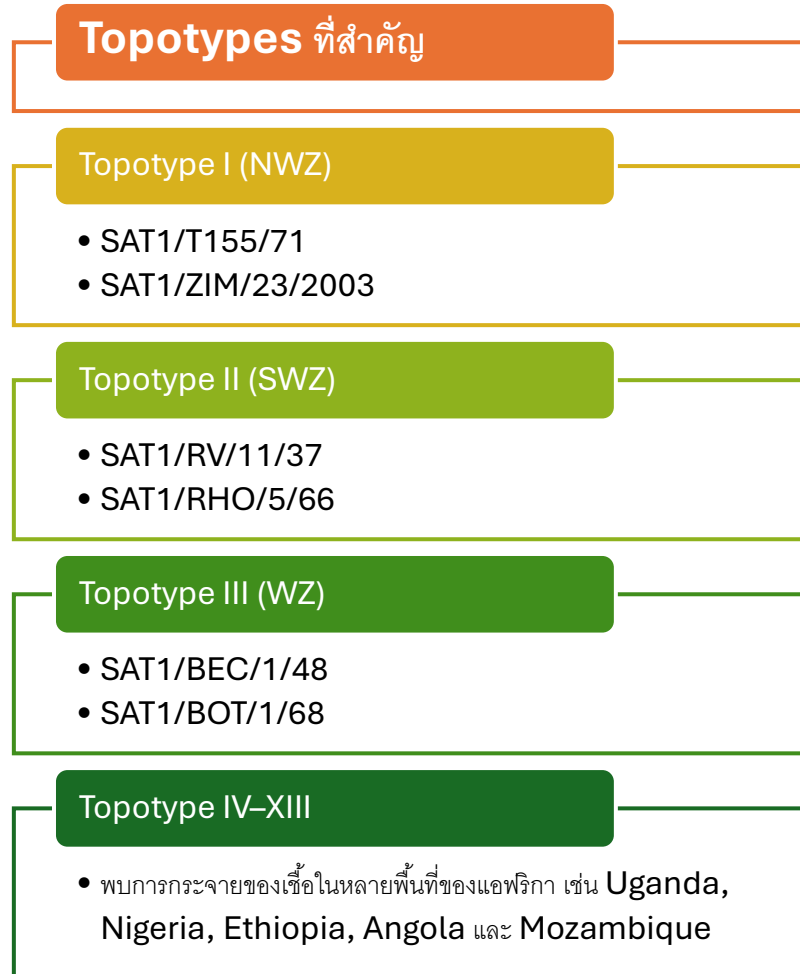 Topotypes ที่สำคัญ
Topotype I (NWZ)
• SAT1/T155/71
• SAT1/ZIM/23/2003
Topotype II (SWZ)
• SAT1/RV/11/37
• SAT1/RHO/5/66
Topotype III (WZ)
• SAT1/BEC/1/48
• SAT1/BOT/1/68
Topotype IV–XIII
• พบการกระจายของเชื้อในหลายพื้นที่ของแอฟริกา เช่น Uganda,
Nigeria, Ethiopia, Angola และ Mozambique